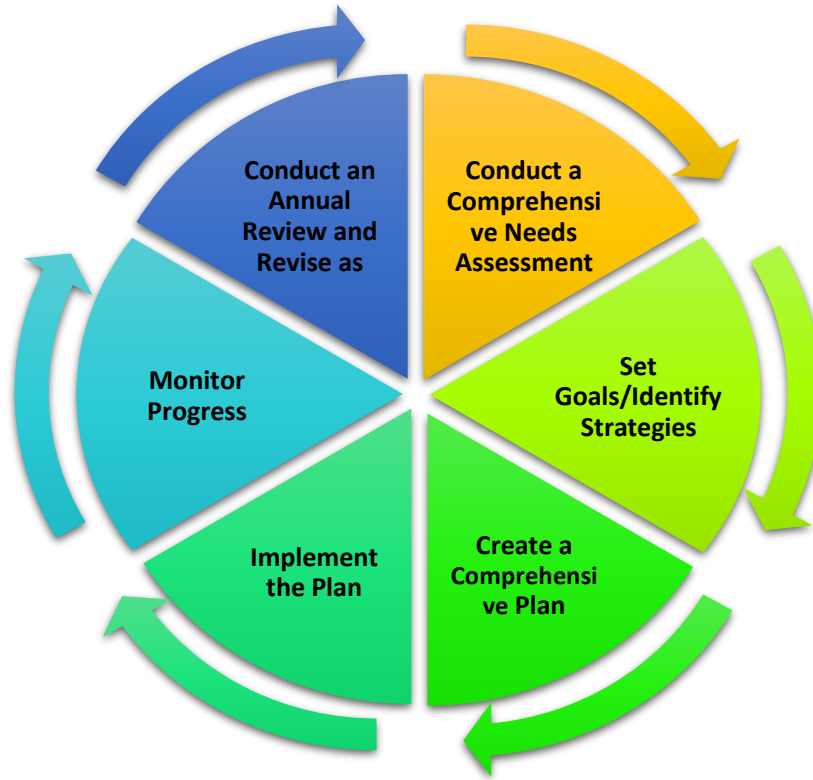 Conduct an
Annual
Review and
Revise as
Conduct a
Comprehensi
ve Needs
Assessment
Set
Goals/Identify
Strategies
Create a
Comprehensi
ve Plan
Implement
the Plan
Monitor
Progress